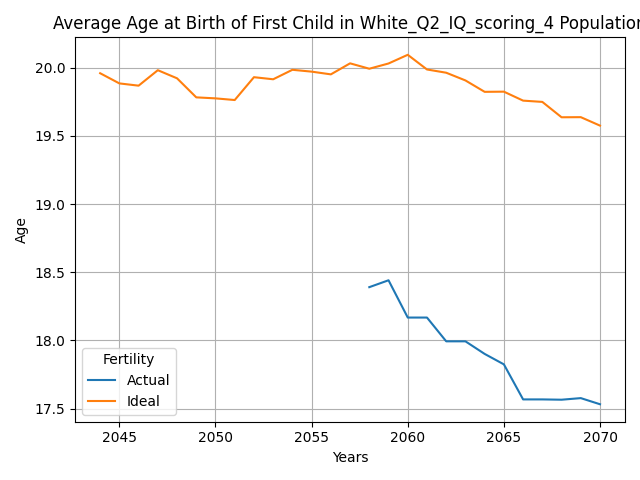 Average Age at Birth of First Child in White_Q2_IQ_scoring_4 Population
20.0
19.5
19.0
18.5
18.0
17.5
Age
Fertility
Actual
Ideal
2045 2050 2055 2060 2065 2070
Years